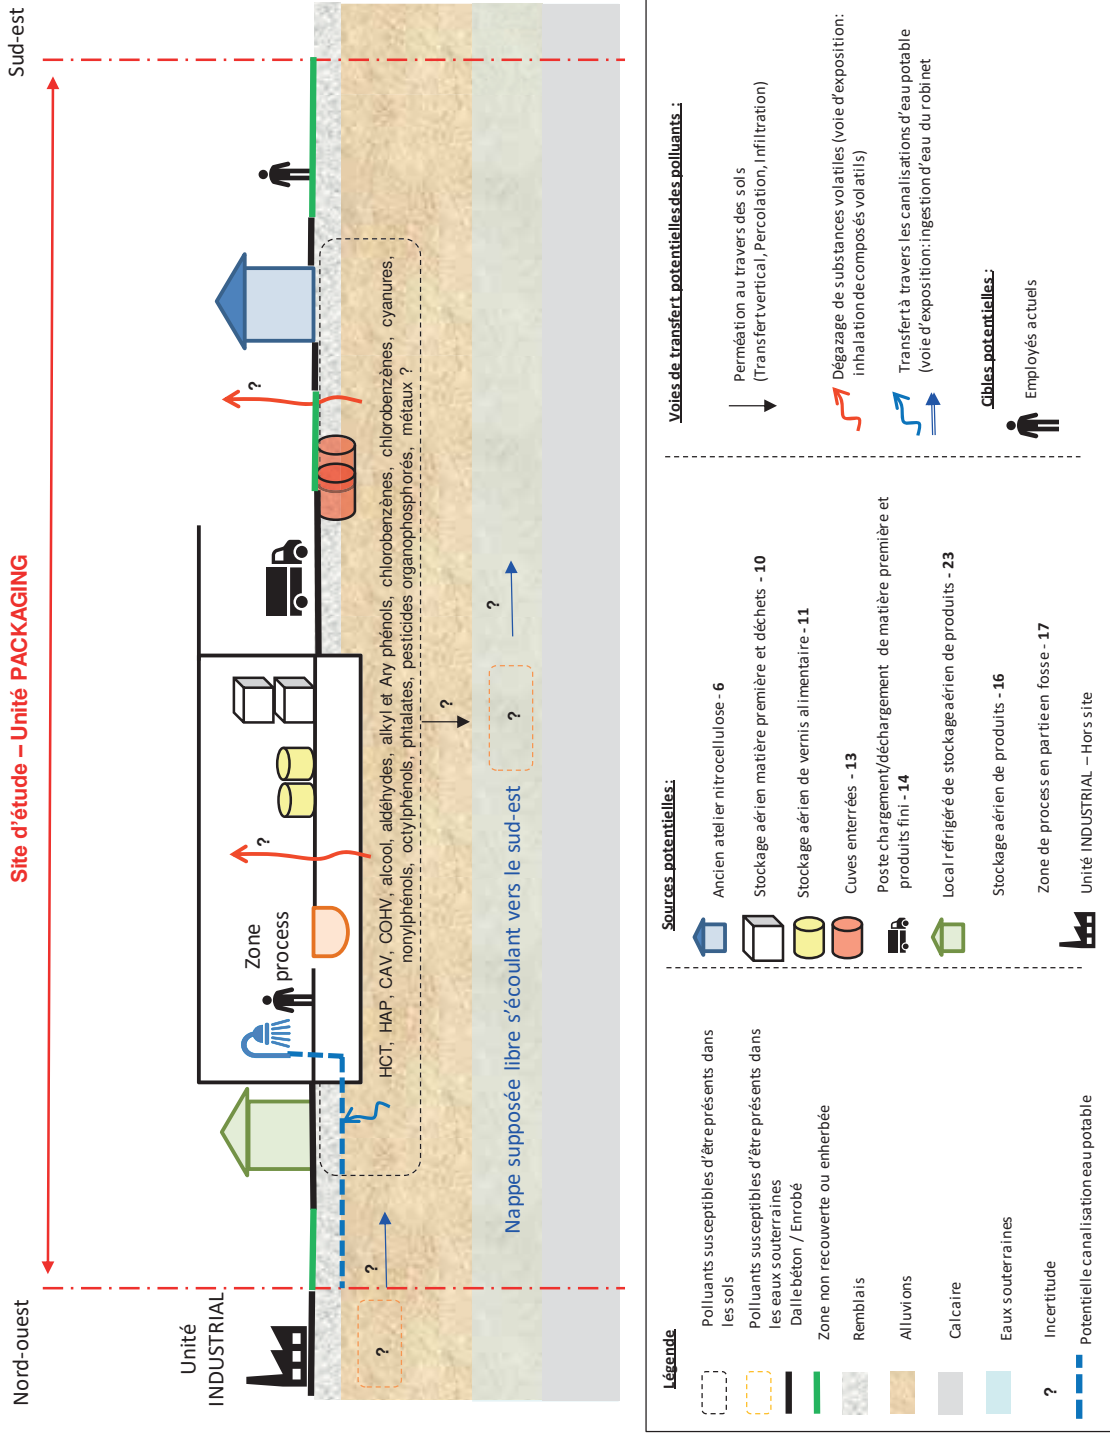 Site d’étude – Unité PACKAGING
Nord-ouest
Sud-est
Unité
INDUSTRIAL
Zone
process
?
?
?
?
HCT, HAP, CAV, COHV, alcool, aldéhydes, alkyl et Ary phénols, chlorobenzènes, chlorobenzènes, cyanures,
nonylphénols, octylphénols, phtalates, pesticides organophosphorés, métaux ?
?
?
?
Nappe supposée libre s’écoulant vers le sud-est
Légende
Polluants susceptibles d’être présents dans
les sols
Polluants susceptibles d’être présents dans
les eaux souterraines
Dalle béton / Enrobé
Zone non recouverte ou enherbée
Remblais
Alluvions
Calcaire
Eaux souterraines
? Incertitude
Potentielle canalisation eau potable
Sources potentielles :
Ancien atelier nitrocellulose - 6
Stockage aérien matière première et déchets - 10
Stockage aérien de vernis alimentaire - 11
Cuves enterrées - 13
Poste chargement/déchargement de matière première et
produits fini - 14
Local réfrigéré de stockage aérien de produits - 23
Stockage aérien de produits - 16
Zone de process en partie en fosse - 17
Unité INDUSTRIAL – Hors site
Voies de transfert potentielles des polluants :
Perméation au travers des sols
(Transfert vertical, Percolation, Infiltration)
Dégazage de substances volatiles (voie d’exposition:
inhalation de composés volatils)
Transfert à travers les canalisations d’eau potable
(voie d’exposition: ingestion d’eau du robinet
Cibles potentielles :
Employés actuels